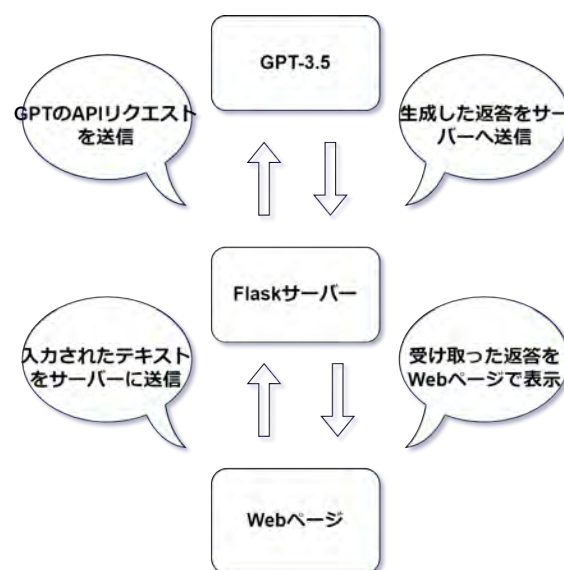 GPT-3.5
GPTのAPIリクエスト
を送信
生成した返答をサー
バーへ送信
Flaskサーバー
入力されたテキスト
をサーバーに送信
受け取った返答を
Webページで表示
Webページ